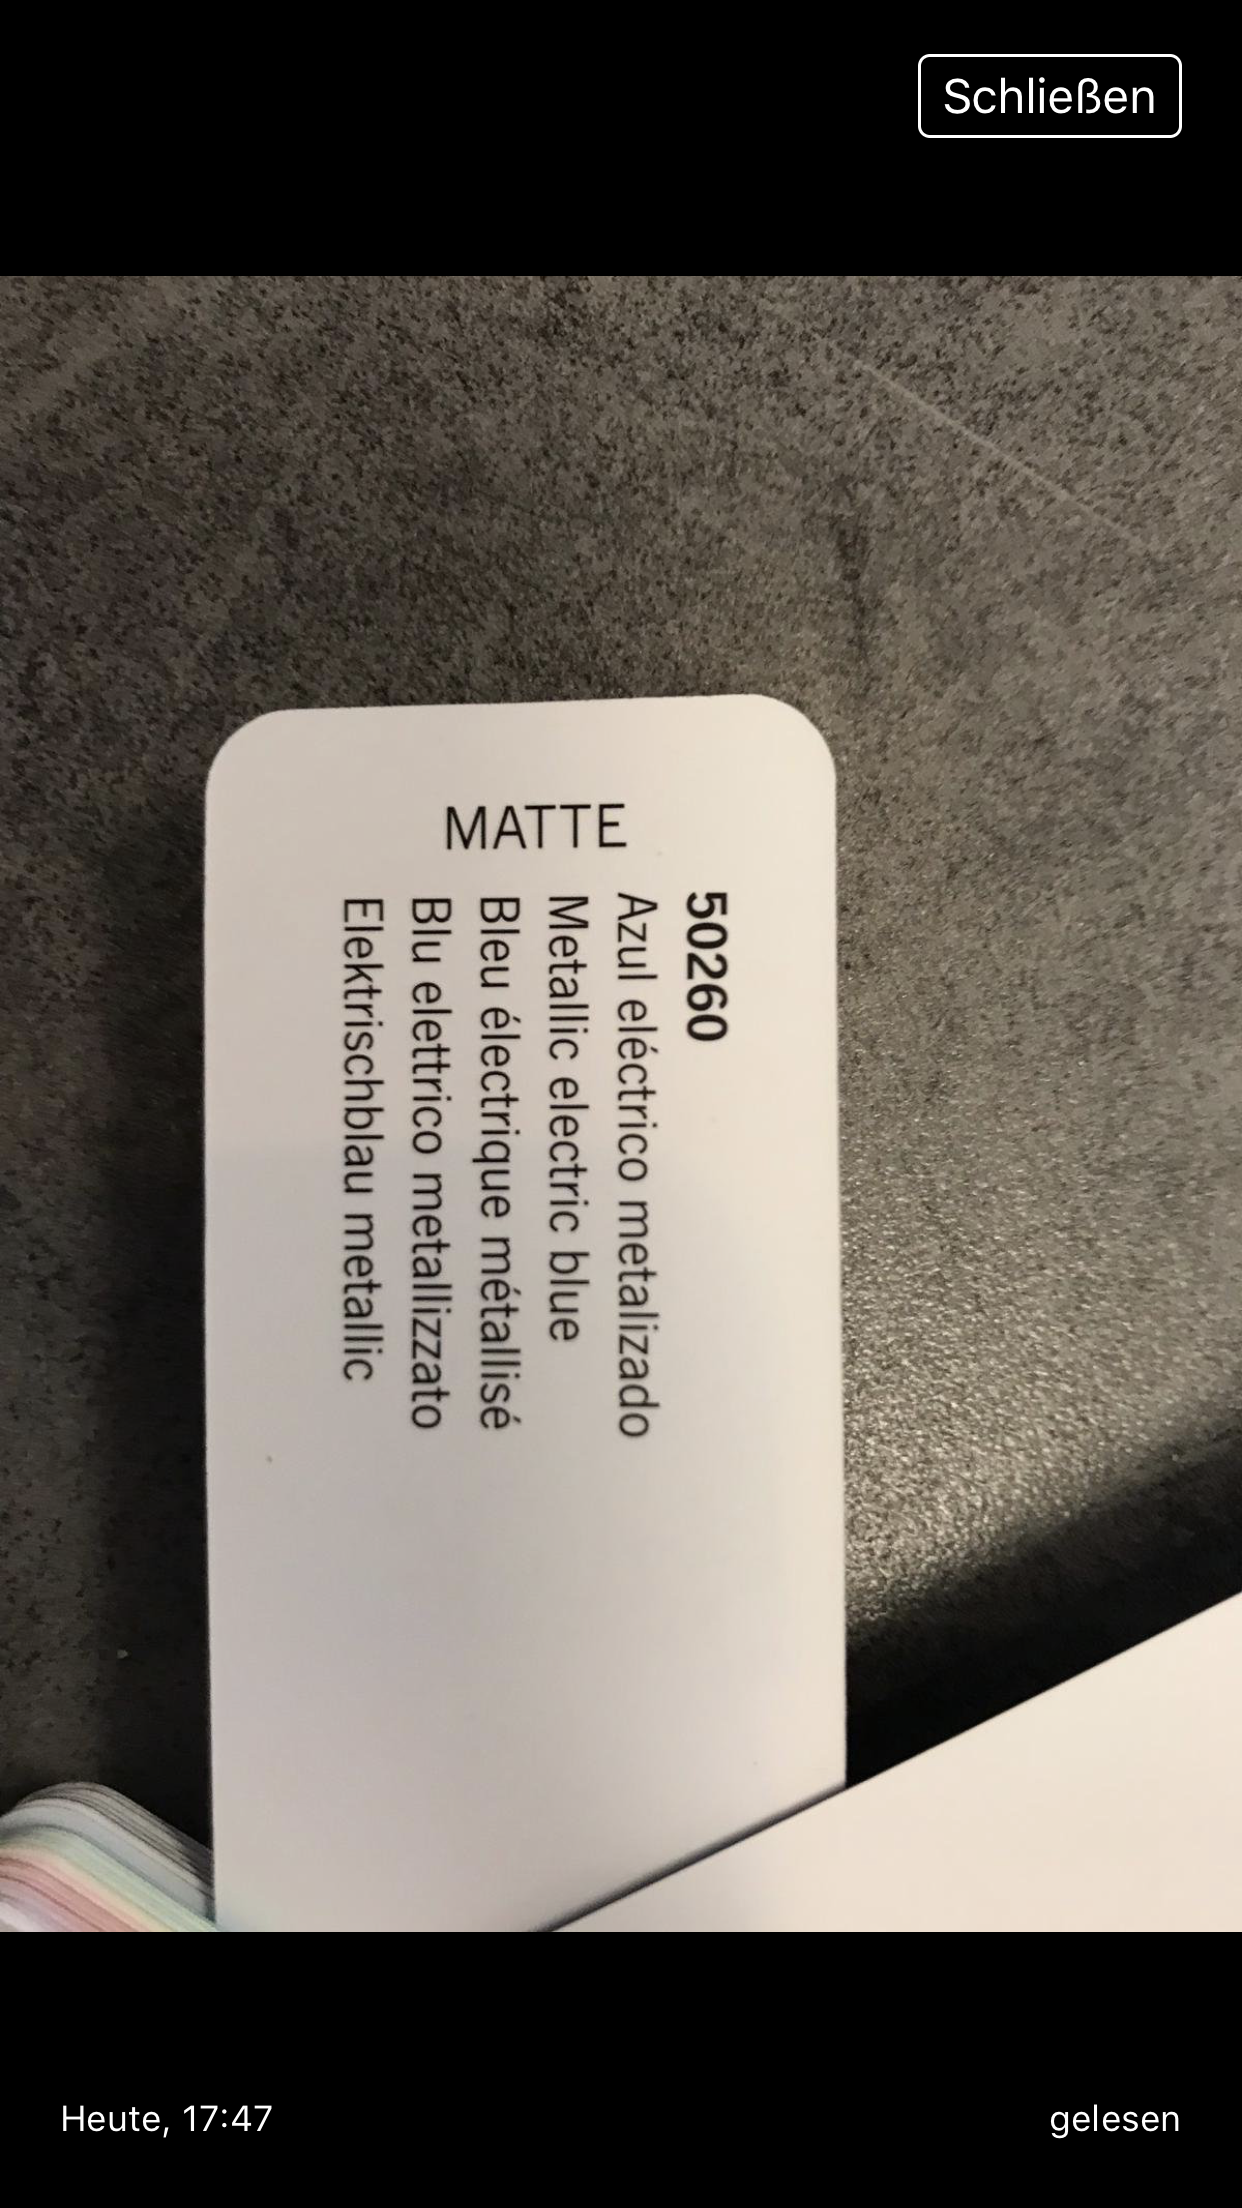 Schließen
MATTE
50260
Azul eléctrico metalizado
Metallic electric blue
Bleu électrique métallisé
Blu elettrico metallizzato
Elektrischblau metallic
Heute, 17:47
gelesen